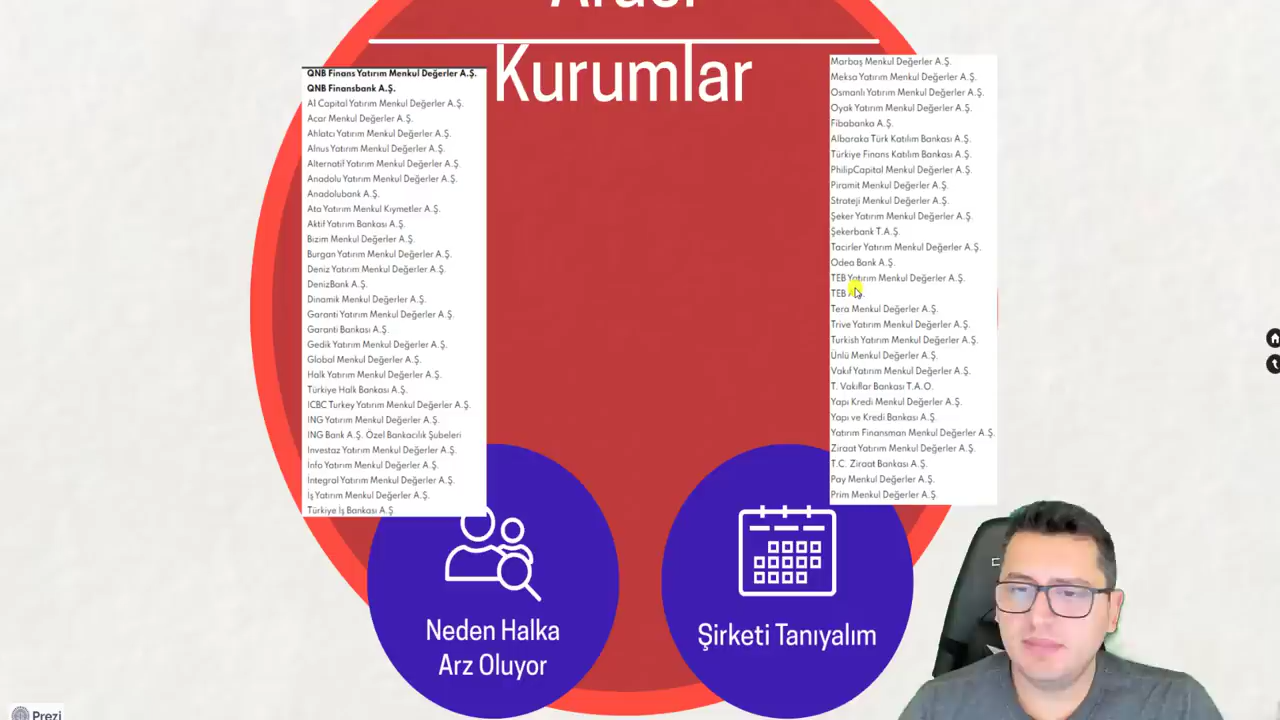 Aracı
Kurumlar
QNB Finans Yatırım Menkul Değerler A.Ş.
QNB Finansbank A.Ş.
A1 Capital Yatırım Menkul Değerler A.Ş.
Acar Menkul Değerler A.Ş.
Ahlatcı Yatırım Menkul Değerler A.Ş.
Alnus Yatırım Menkul Değerler A.Ş.
Alternatif Yatırım Menkul Değerler A.Ş.
Anadolu Yatırım Menkul Değerler A.Ş.
Anadolubank A.Ş.
Ata Yatırım Menkul Kıymetler A.Ş.
Aktif Yatırım Bankası A.Ş.
Bizim Menkul Değerler A.Ş.
Burgan Yatırım Menkul Değerler A.Ş.
Deniz Yatırım Menkul Değerler A.Ş.
DenizBank A.Ş.
Dinamik Menkul Değerler A.Ş.
Garanti Yatırım Menkul Değerler A.Ş.
Garanti Bankası A.Ş.
Gedik Yatırım Menkul Değerler A.Ş.
Global Menkul Değerler A.Ş.
Halk Yatırım Menkul Değerler A.Ş.
Türkiye Halk Bankası A.Ş.
ICBC Turkey Yatırım Menkul Değerler A.Ş.
ING Yatırım Menkul Değerler A.Ş.
ING Bank A.Ş. Özel Bankacılık Şubeleri
Investaz Yatırım Menkul Değerler A.Ş.
İnfo Yatırım Menkul Değerler A.Ş.
Integral Yatırım Menkul Değerler A.Ş.
İş Yatırım Menkul Değerler A.Ş.
Türkiye İş Bankası A.Ş
Marbaş Menkul Değerler A.Ş.
Meksa Yatırım Menkul Değerler A.Ş.
Osmanlı Yatırım Menkul Değerler A.Ş.
Oyak Yatırım Menkul Değerler A.Ş.
Fibabanka A.Ş.
Albaraka Türk Katılım Bankası A.Ş.
Türkiye Finans Katılım Bankası A.Ş.
PhilipCapital Menkul Değerler A.Ş.
Piramit Menkul Değerler A.Ş.
Strateji Menkul Değerler A.Ş.
Şeker Yatırım Menkul Değerler A.Ş.
Şekerbank T.A.Ş.
Tacirler Yatırım Menkul Değerler A.Ş.
Odea Bank A.Ş.
TEB Yatırım Menkul Değerler A.Ş.
TEB A.Ş.
Tera Menkul Değerler A.Ş.
Trive Yatırım Menkul Değerler A.Ş.
Turkish Yatırım Menkul Değerler A.Ş.
Ünlü Menkul Değerler A.Ş.
Vakıf Yatırım Menkul Değerler A.Ş.
T. Vakıflar Bankası T.A.O.
Yapı Kredi Menkul Değerler A.Ş.
Yapı ve Kredi Bankası A.Ş.
Yatırım Finansman Menkul Değerler A.Ş.
Ziraat Yatırım Menkul Değerler A.Ş.
T.C. Ziraat Bankası A.Ş.
Pay Menkul Değerler A.Ş.
Prim Menkul Değerler A.Ş
Neden Halka
Arz Oluyor
Şirketi Tanıyalım
Prezi